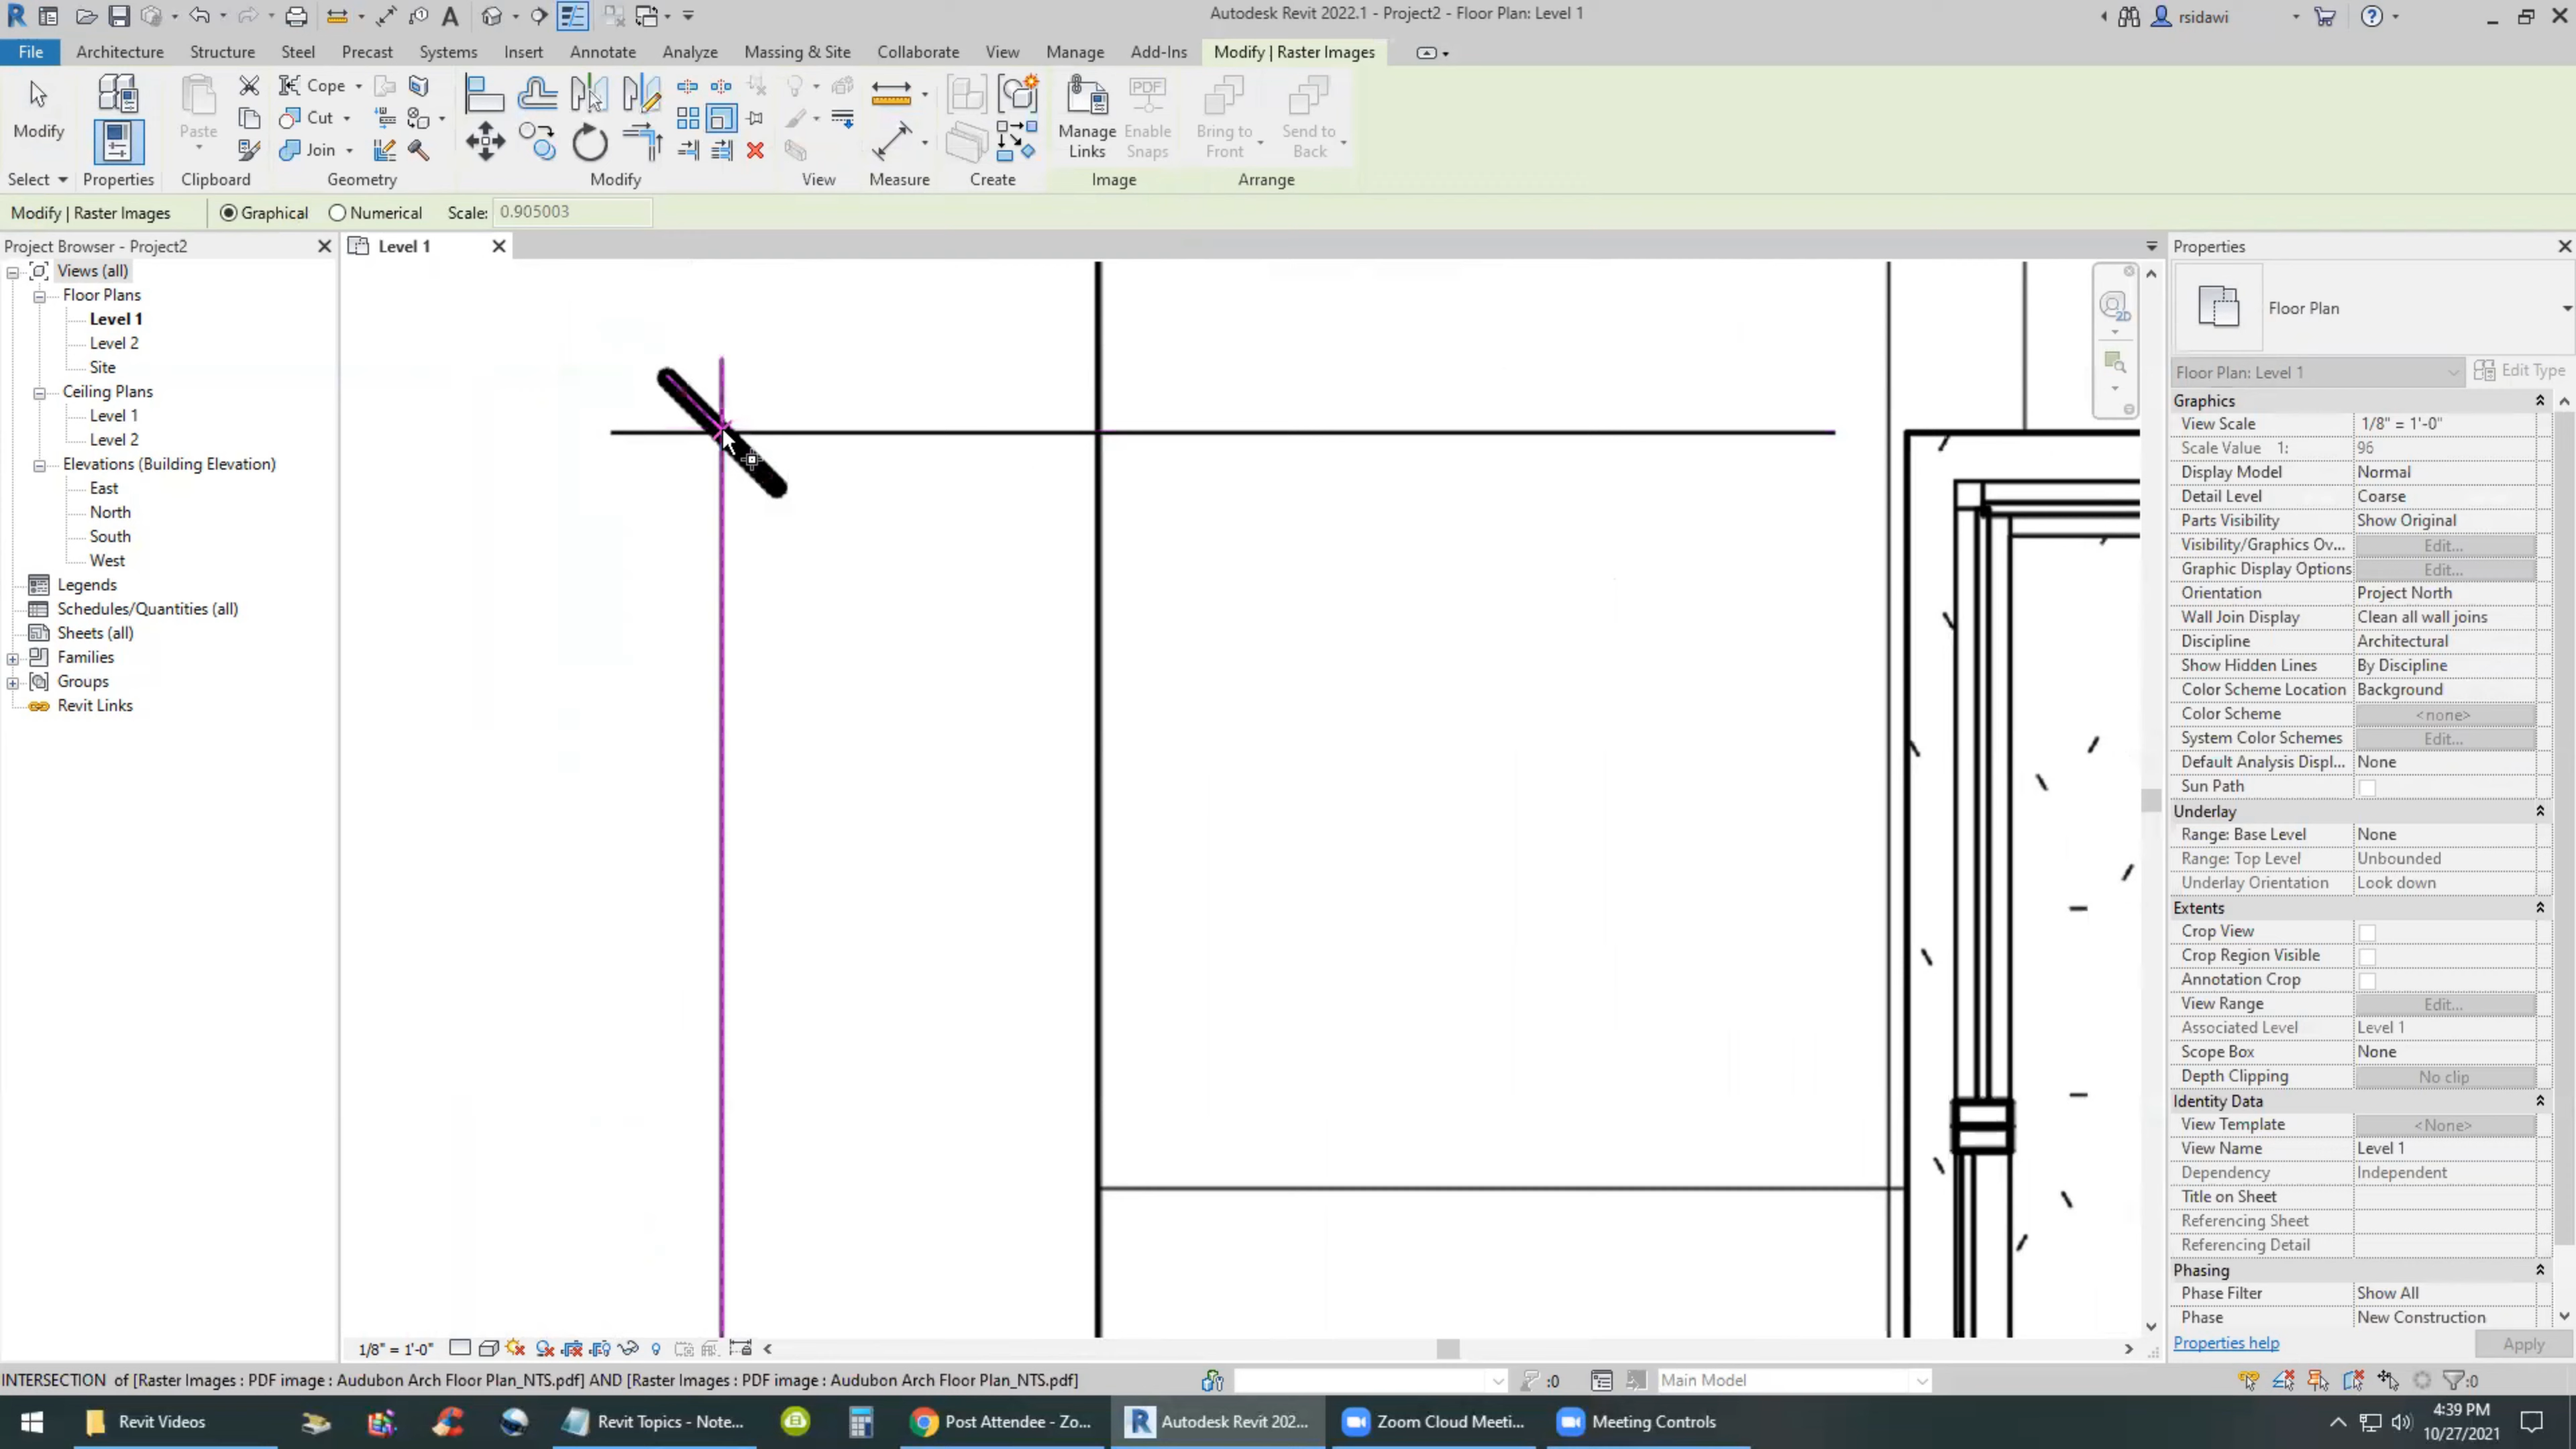 Autodesk Revit 2022.1 - Project2 - Floor Plan: Level 1
rsidawi
File
Architecture
Structure
Steel
Precast
Systems
Insert
Annotate
Analyze
Massing & Site
Collaborate
View
Manage
Add-Ins
Modify | Raster Images
Modify
Paste
Cope
Cut
Join
Manage Links
PDF
Enable Snaps
Bring to Front
Send to Back
Select
Properties
Clipboard
Geometry
Modify
View
Measure
Create
Image
Arrange
Modify | Raster Images
Graphical
Numerical
Scale:
0.905003
Project Browser - Project2
Views (all)
Floor Plans
Level 1
Level 2
Site
Ceiling Plans
Level 1
Level 2
Elevations (Building Elevation)
East
North
South
West
Legends
Schedules/Quantities (all)
Sheets (all)
Families
Groups
Revit Links
Level 1
2D
Properties
Floor Plan
Floor Plan: Level 1
Edit Type
Graphics
View Scale 1/8" = 1'-0"
Scale Value 1: 96
Display Model Normal
Detail Level Coarse
Parts Visibility Show Original
Visibility/Graphics Ov... Edit...
Graphic Display Options Edit...
Orientation Project North
Wall Join Display Clean all wall joins
Discipline Architectural
Show Hidden Lines By Discipline
Color Scheme Location Background
Color Scheme <none>
System Color Schemes Edit...
Default Analysis Displ... None
Sun Path
Underlay
Range: Base Level None
Range: Top Level Unbounded
Underlay Orientation Look down
Extents
Crop View
Crop Region Visible
Annotation Crop
View Range Edit...
Associated Level Level 1
Scope Box None
Depth Clipping No clip
Identity Data
View Template <None>
View Name Level 1
Dependency Independent
Title on Sheet
Referencing Sheet
Referencing Detail
Phasing
Phase Filter Show All
Phase New Construction
Properties help
Apply
1/8" = 1'-0"
INTERSECTION of [Raster Images : PDF image : Audubon Arch Floor Plan_NTS.pdf] AND [Raster Images : PDF image : Audubon Arch Floor Plan_NTS.pdf]
:0
Main Model
:0
Revit Videos
Revit Topics - Note...
Post Attendee - Zo...
Autodesk Revit 202...
Zoom Cloud Meeti...
Meeting Controls
4:39 PM
10/27/2021